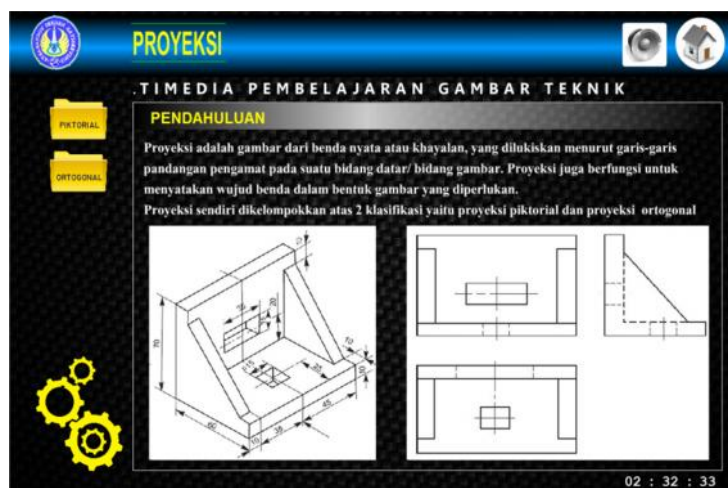 PROYEKSI
.TIMEDIA PEMBELAJARAN GAMBAR TEKNIK
PIKTORIAL
ORTOGONAL
PENDAHULUAN
Proyeksi adalah gambar dari benda nyata atau khayalan, yang dilukiskan menurut garis-garis
pandangan pengamat pada suatu bidang datar/ bidang gambar. Proyeksi juga berfungsi untuk
menyatakan wujud benda dalam bentuk gambar yang diperlukan.
Proyeksi sendiri dikelompokkan atas 2 klasifikasi yaitu proyeksi piktorial dan proyeksi ortogonal
70
20
10
60
10
35
45
02 : 32 : 33